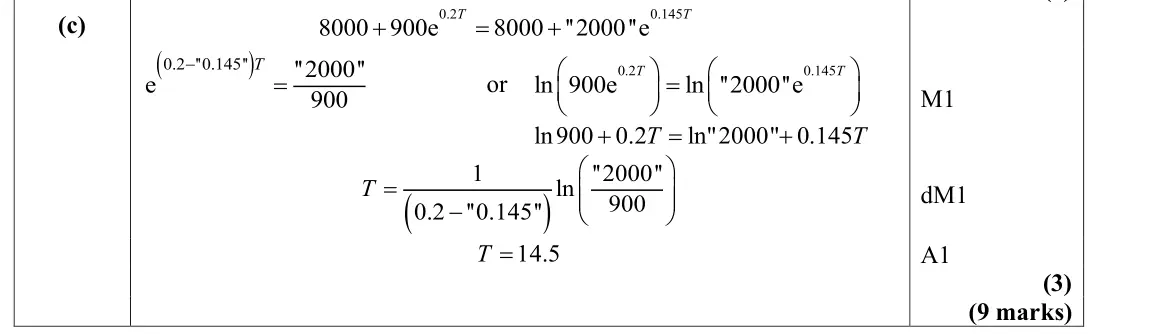 (c)
8000 + 900e^{0.2T} = 8000 + "2000"e^{0.145T}
e^{(0.2−"0.145")T} = "2000"/900 or ln(900e^{0.2T}) = ln("2000"e^{0.145T})
M1
ln 900 + 0.2T = ln"2000" + 0.145T
T = 1/(0.2 − "0.145") ln("2000"/900)
dM1
T = 14.5
A1
(3)
(9 marks)